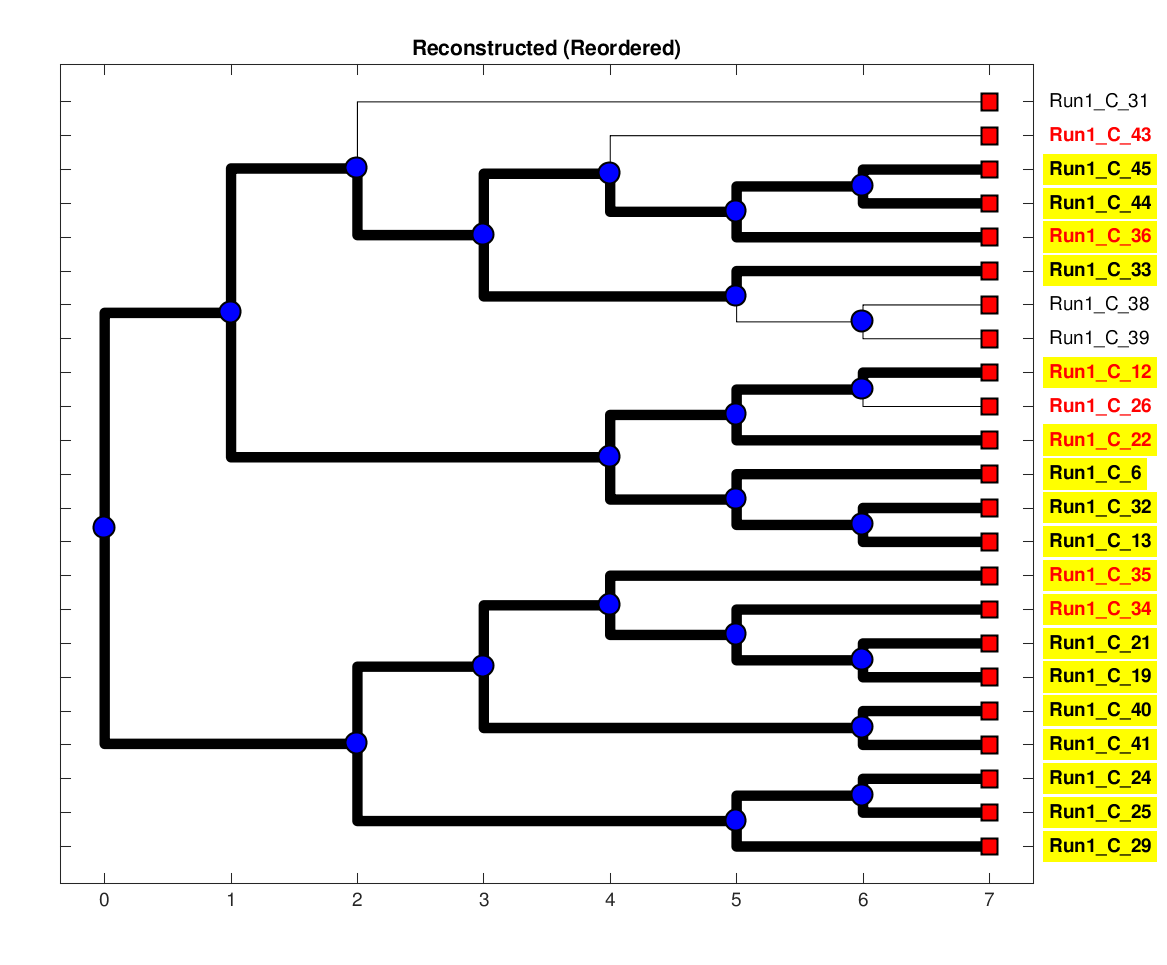 Reconstructed (Reordered)
Run1_C_31
Run1_C_43
Run1_C_45
Run1_C_44
Run1_C_36
Run1_C_33
Run1_C_38
Run1_C_39
Run1_C_12
Run1_C_26
Run1_C_22
Run1_C_6
Run1_C_32
Run1_C_13
Run1_C_35
Run1_C_34
Run1_C_21
Run1_C_19
Run1_C_40
Run1_C_41
Run1_C_24
Run1_C_25
Run1_C_29
0 1 2 3 4 5 6 7